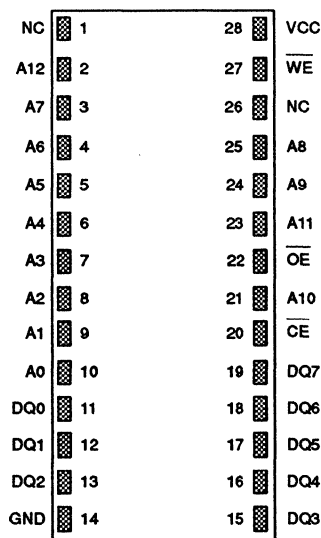 NC 1 28 VCC
A12 2 27 WE
A7 3 26 NC
A6 4 25 A8
A5 5 24 A9
A4 6 23 A11
A3 7 22 OE
A2 8 21 A10
A1 9 20 CE
A0 10 19 DQ7
DQ0 11 18 DQ6
DQ1 12 17 DQ5
DQ2 13 16 DQ4
GND 14 15 DQ3